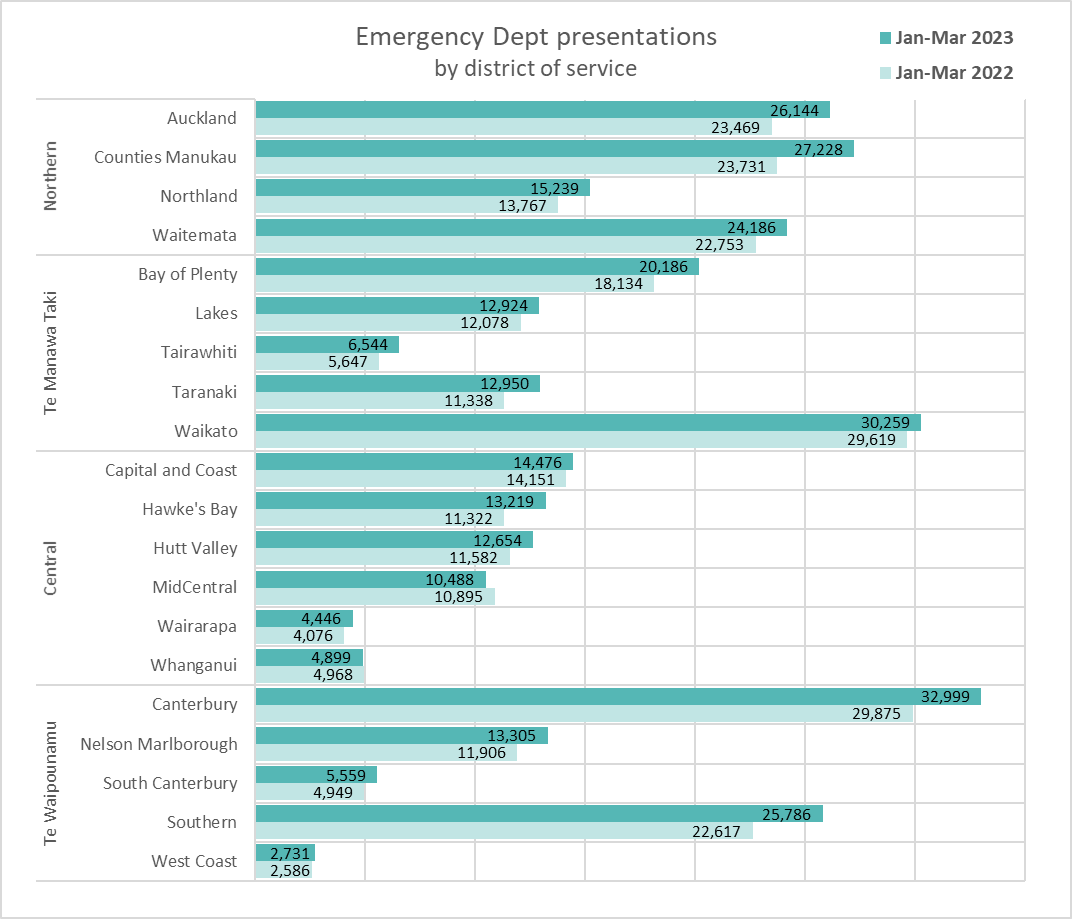 Emergency Dept presentations
by district of service
Jan-Mar 2023
Jan-Mar 2022
Northern
Auckland
26,144
23,469
Counties Manukau
27,228
23,731
Northland
15,239
13,767
Waitemata
24,186
22,753
Te Manawa Taki
Bay of Plenty
20,186
18,134
Lakes
12,924
12,078
Tairawhiti
6,544
5,647
Taranaki
12,950
11,338
Waikato
30,259
29,619
Central
Capital and Coast
14,476
14,151
Hawke's Bay
13,219
11,322
Hutt Valley
12,654
11,582
MidCentral
10,488
10,895
Wairarapa
4,446
4,076
Whanganui
4,899
4,968
Te Waipounamu
Canterbury
32,999
29,875
Nelson Marlborough
13,305
11,906
South Canterbury
5,559
4,949
Southern
25,786
22,617
West Coast
2,731
2,586